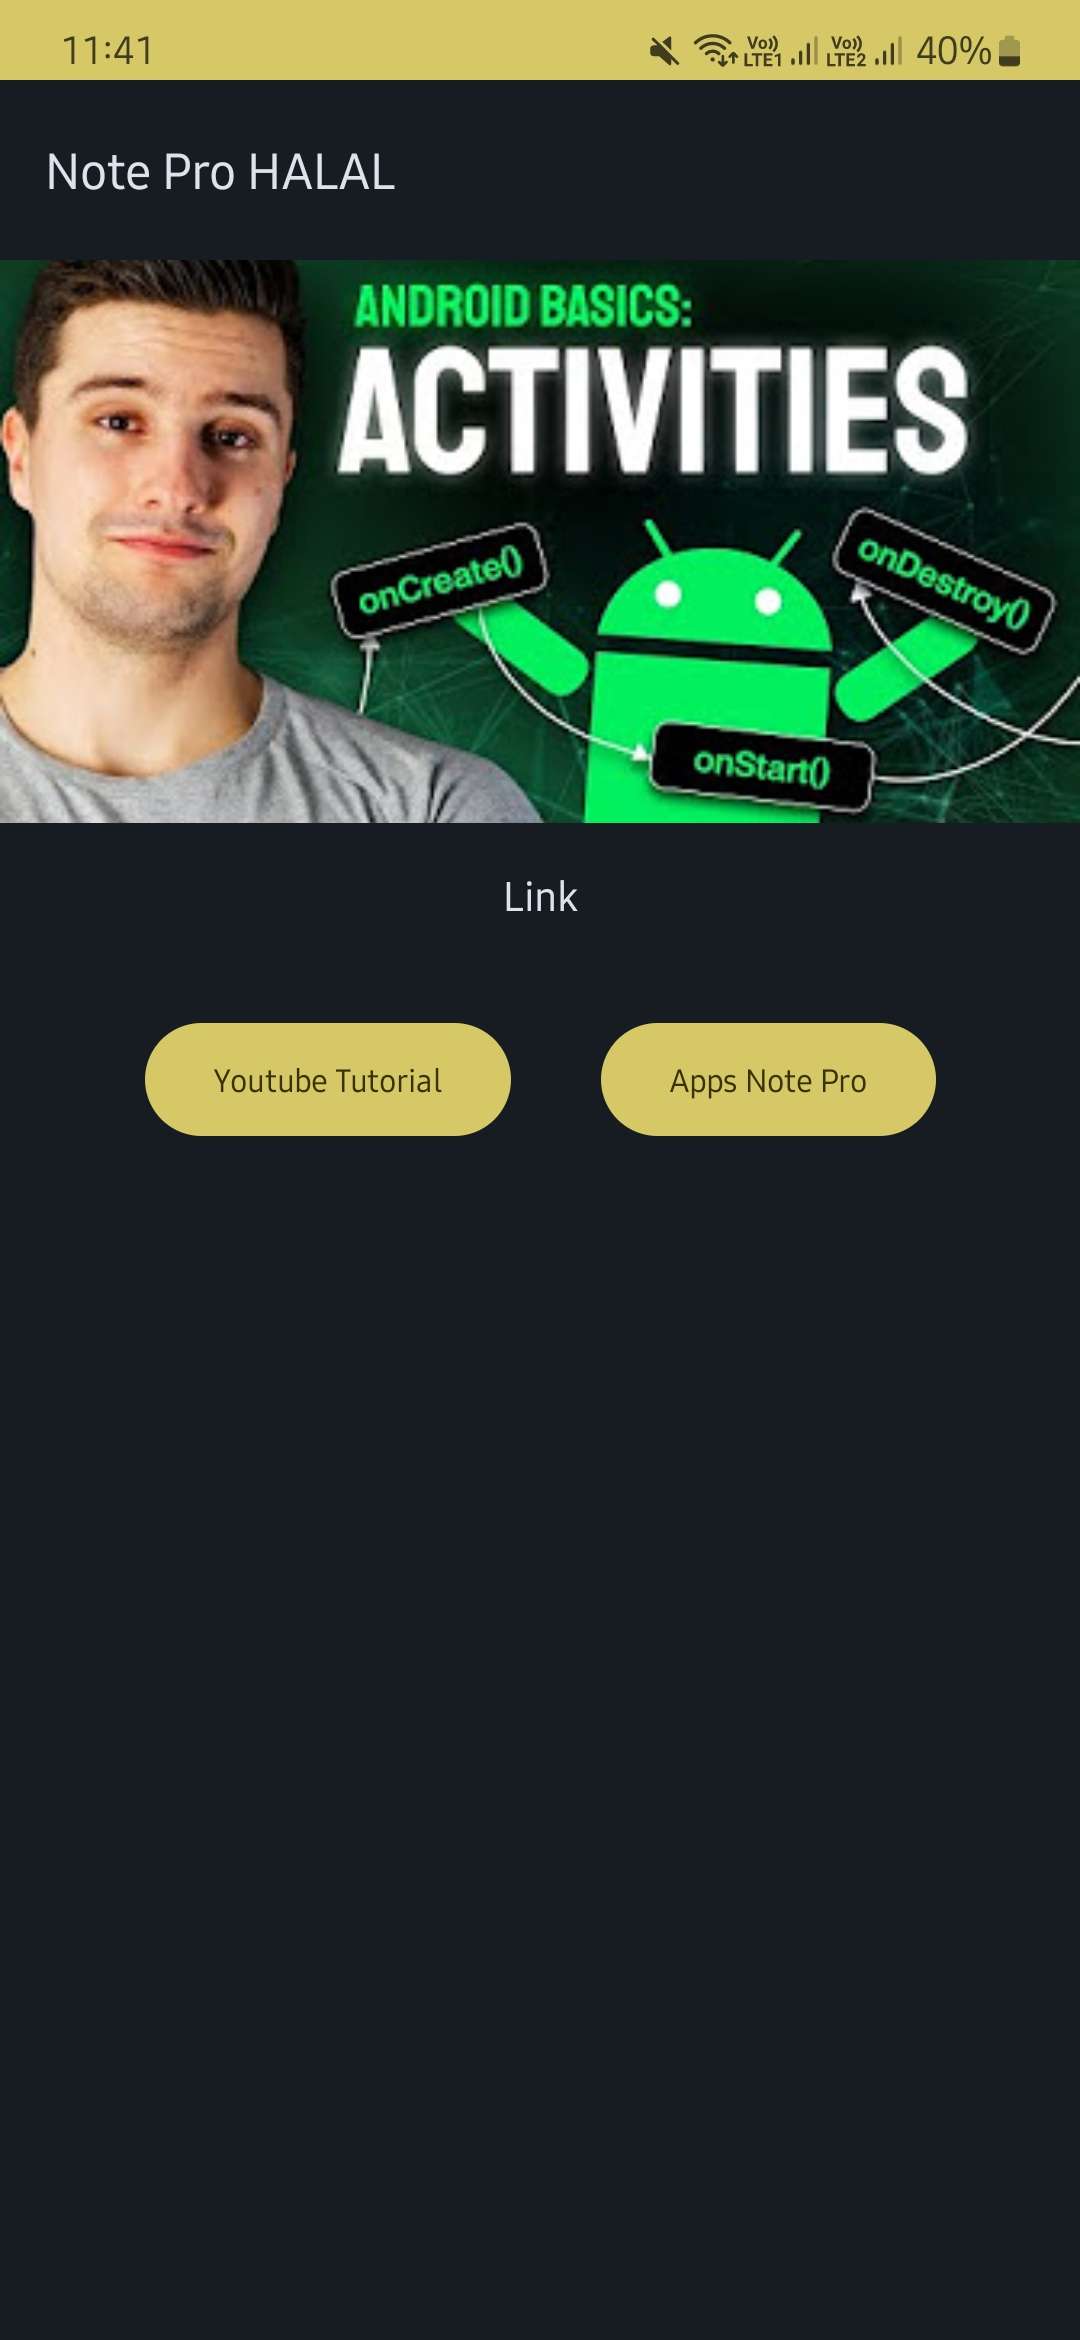 11:41
Vo)) LTE1 Vo)) LTE2 40%
Note Pro HALAL
ANDROID BASICS:
ACTIVITIES
onCreate()
onDestroy()
onStart()
Link
Youtube Tutorial
Apps Note Pro